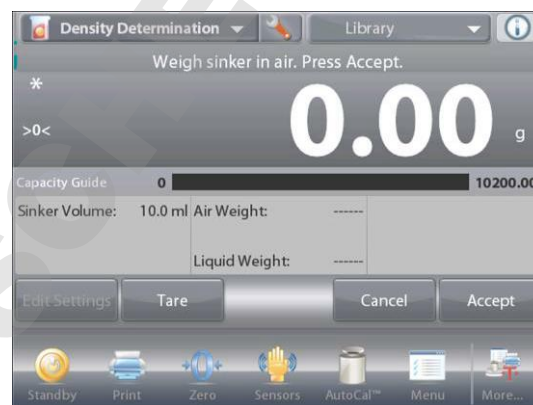 Density Determination Library
Weigh sinker in air. Press Accept.
*
>0<
0.00 g
Capacity Guide 0 10200.00
Sinker Volume: 10.0 ml Air Weight: ------
Liquid Weight: ------
Edit Settings Tare Cancel Accept
Standby Print Zero Sensors AutoCal™ Menu More...